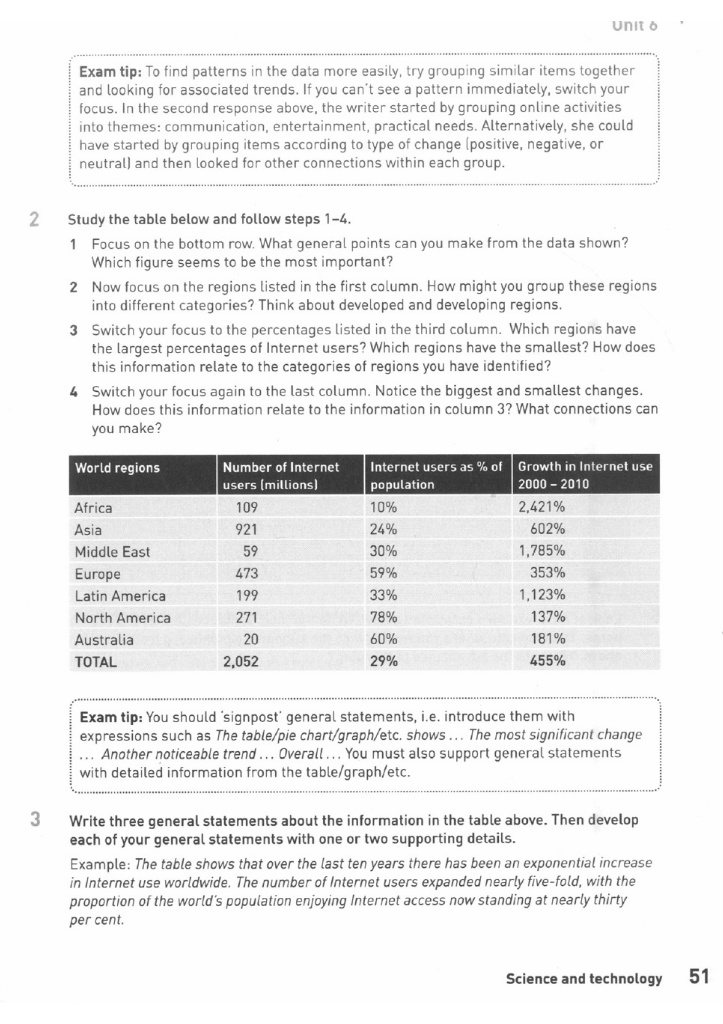 Unit 6
Exam tip: To find patterns in the data more easily, try grouping similar items together
and looking for associated trends. If you can't see a pattern immediately, switch your
focus. In the second response above, the writer started by grouping online activities
into themes: communication, entertainment, practical needs. Alternatively, she could
have started by grouping items according to type of change (positive, negative, or
neutral) and then looked for other connections within each group.
2 Study the table below and follow steps 1–4.
1 Focus on the bottom row. What general points can you make from the data shown?
Which figure seems to be the most important?
2 Now focus on the regions listed in the first column. How might you group these regions
into different categories? Think about developed and developing regions.
3 Switch your focus to the percentages listed in the third column. Which regions have
the largest percentages of Internet users? Which regions have the smallest? How does
this information relate to the categories of regions you have identified?
4 Switch your focus again to the last column. Notice the biggest and smallest changes.
How does this information relate to the information in column 3? What connections can
you make?
World regions Number of Internet Internet users as % of Growth in Internet use
users (millions) population 2000 – 2010
Africa 109 10% 2,421%
Asia 921 24% 602%
Middle East 59 30% 1,785%
Europe 473 59% 353%
Latin America 199 33% 1,123%
North America 271 78% 137%
Australia 20 60% 181%
TOTAL 2,052 29% 455%
Exam tip: You should 'signpost' general statements, i.e. introduce them with
expressions such as The table/pie chart/graph/etc. shows ... The most significant change
... Another noticeable trend ... Overall ... You must also support general statements
with detailed information from the table/graph/etc.
3 Write three general statements about the information in the table above. Then develop
each of your general statements with one or two supporting details.
Example: The table shows that over the last ten years there has been an exponential increase
in Internet use worldwide. The number of Internet users expanded nearly five-fold, with the
proportion of the world's population enjoying Internet access now standing at nearly thirty
per cent.
Science and technology 51